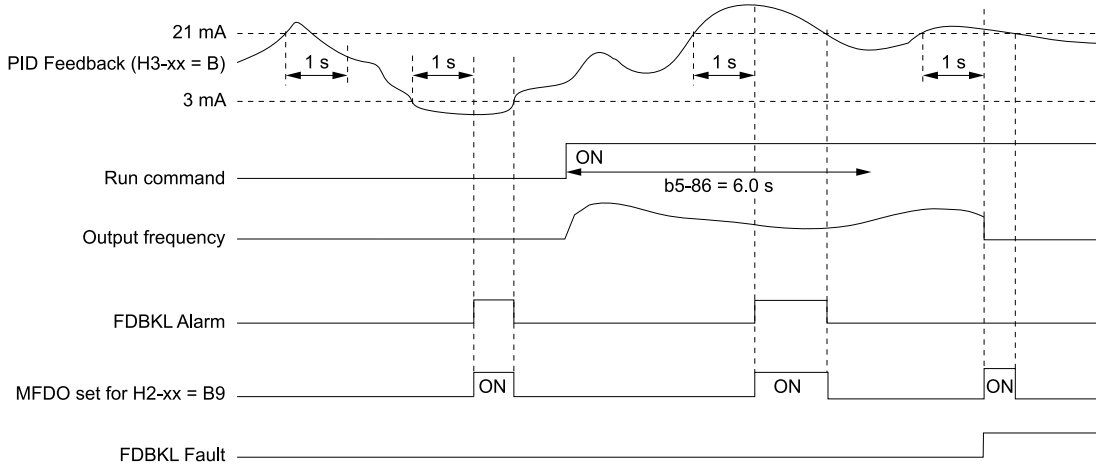 21 mA
PID Feedback (H3-xx = B)
1 s
1 s
1 s
1 s
3 mA
Run command
ON
b5-86 = 6.0 s
Output frequency
FDBKL Alarm
MFDO set for H2-xx = B9
ON
ON
ON
FDBKL Fault